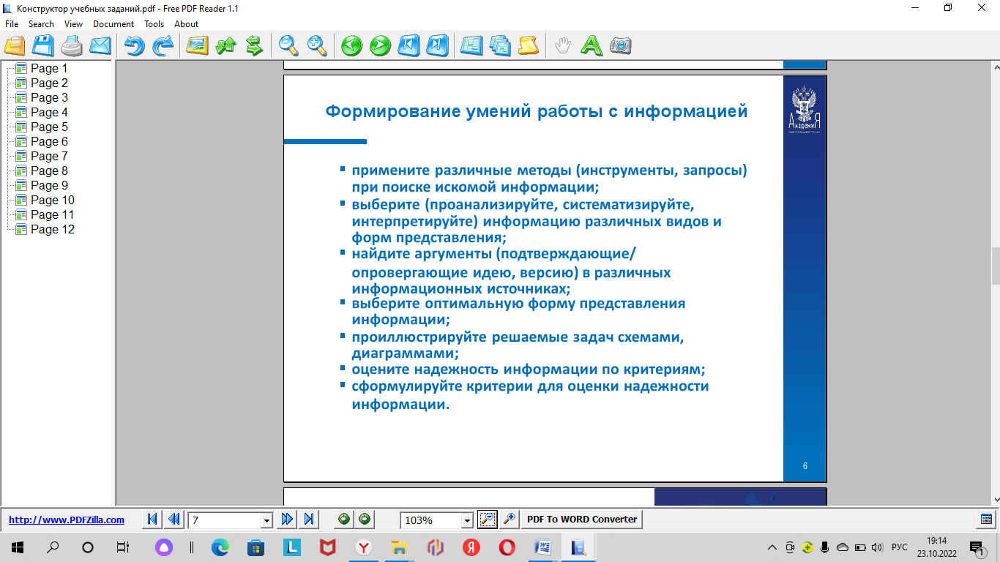 Конструктор учебных заданий.pdf - Free PDF Reader 1.1
File Search View Document Tools About
Page 1
Page 2
Page 3
Page 4
Page 5
Page 6
Page 7
Page 8
Page 9
Page 10
Page 11
Page 12
АкадемиЯ
Формирование умений работы с информацией
примените различные методы (инструменты, запросы)
при поиске искомой информации;
выберите (проанализируйте, систематизируйте,
интерпретируйте) информацию различных видов и
форм представления;
найдите аргументы (подтверждающие/
опровергающие идею, версию) в различных
информационных источниках;
выберите оптимальную форму представления
информации;
проиллюстрируйте решаемые задач схемами,
диаграммами;
оцените надежность информации по критериям;
сформулируйте критерии для оценки надежности
информации.
6
http://www.PDFZilla.com 7 103% PDF To WORD Converter
РУС 19:14
23.10.2022
1